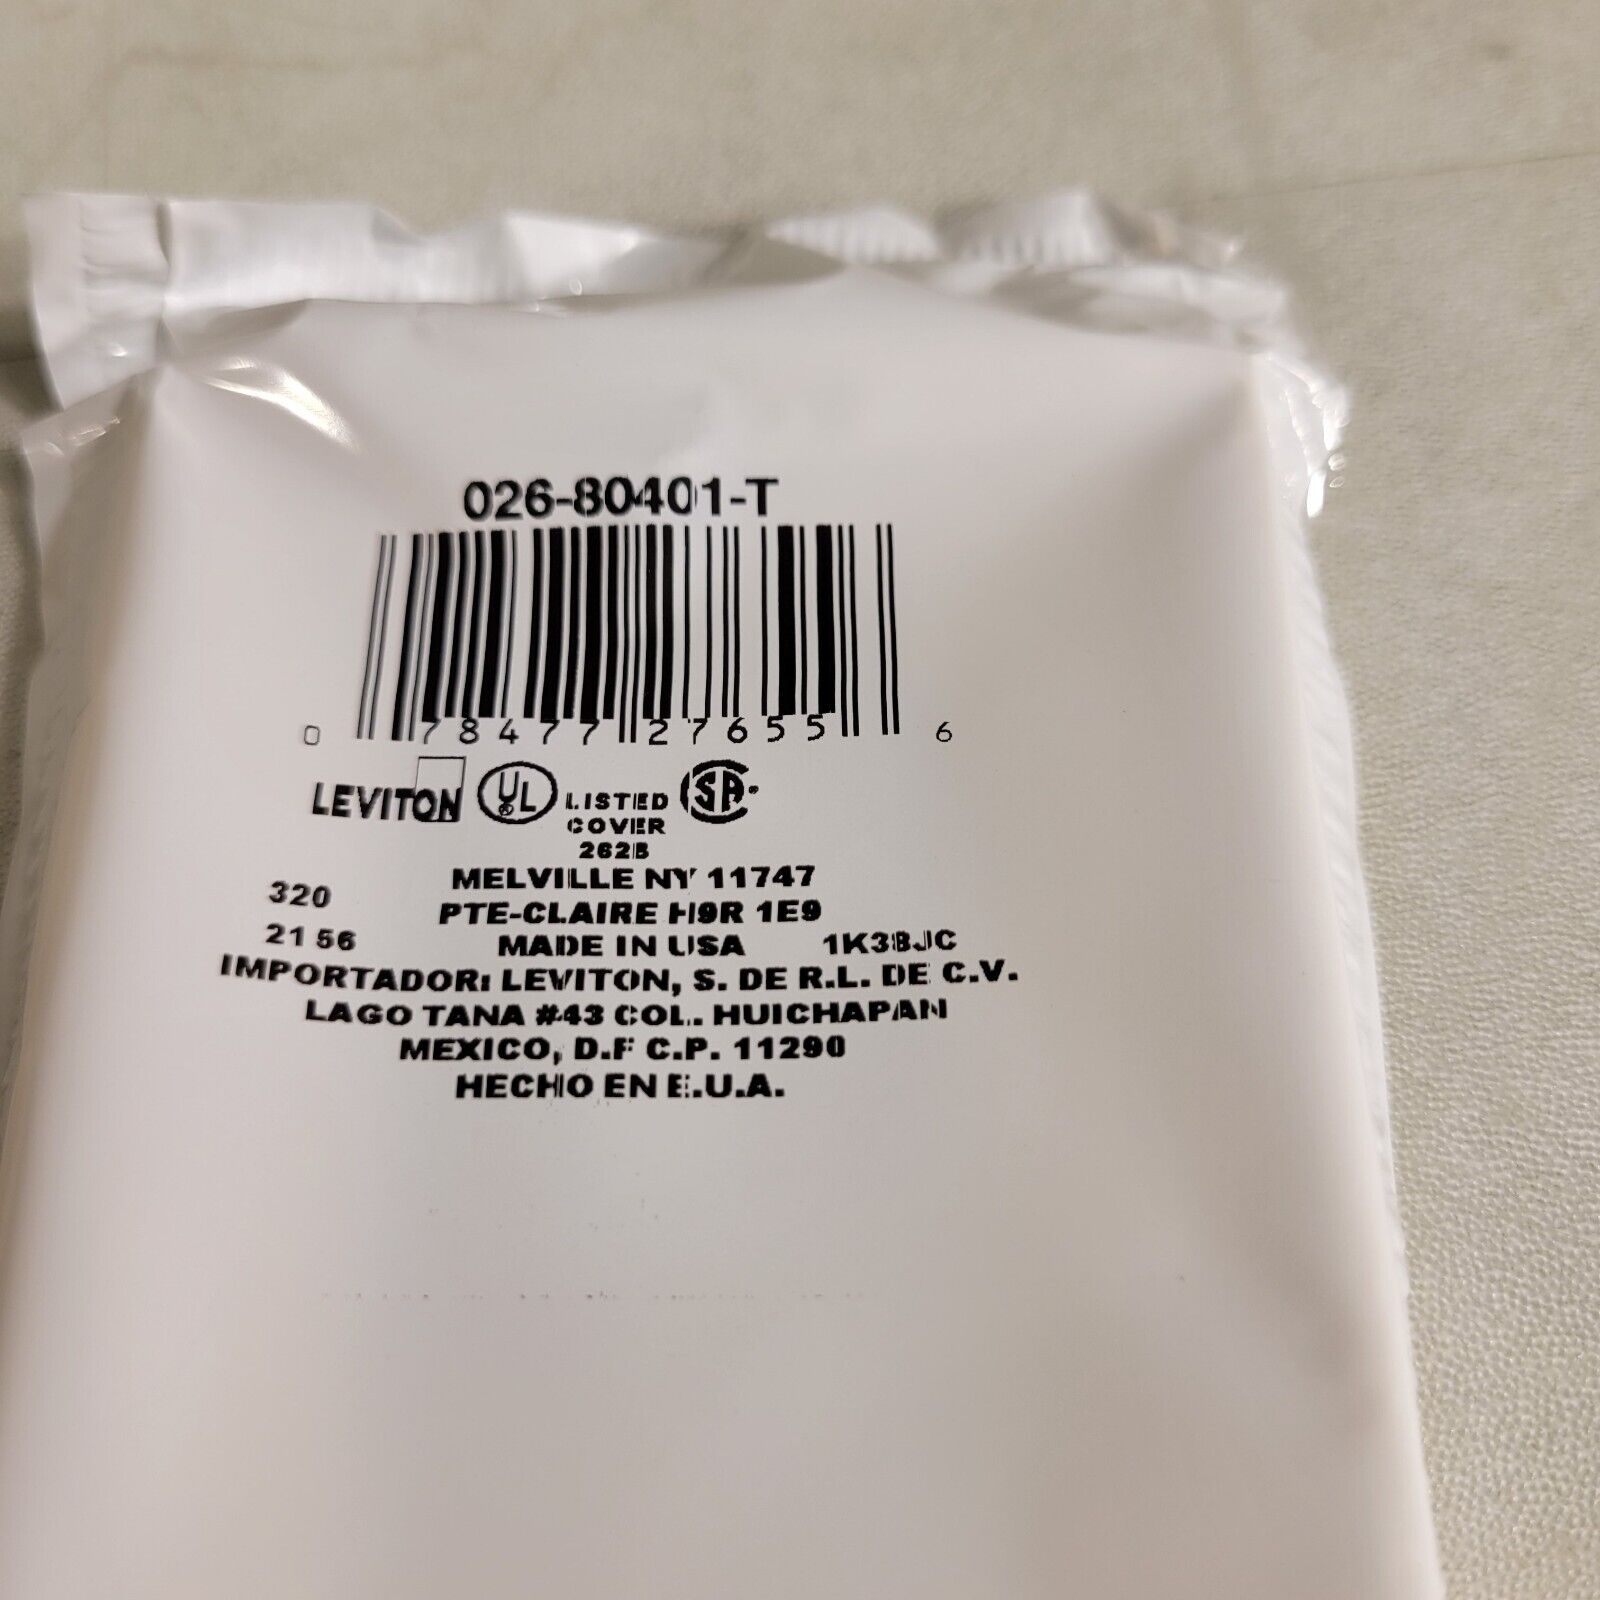 026-80401-T
0 78477 27655 6
LEVITON UL LISTED SA
COVER
262B
MELVILLE NY 11747
320 PTE-CLAIRE H9R 1E9
21 56 MADE IN USA 1K38JC
IMPORTADOR: LEVITON, S. DE R.L. DE C.V.
LAGO TANA #43 COL. HUICHAPAN
MEXICO, D.F C.P. 11290
HECHO EN E.U.A.